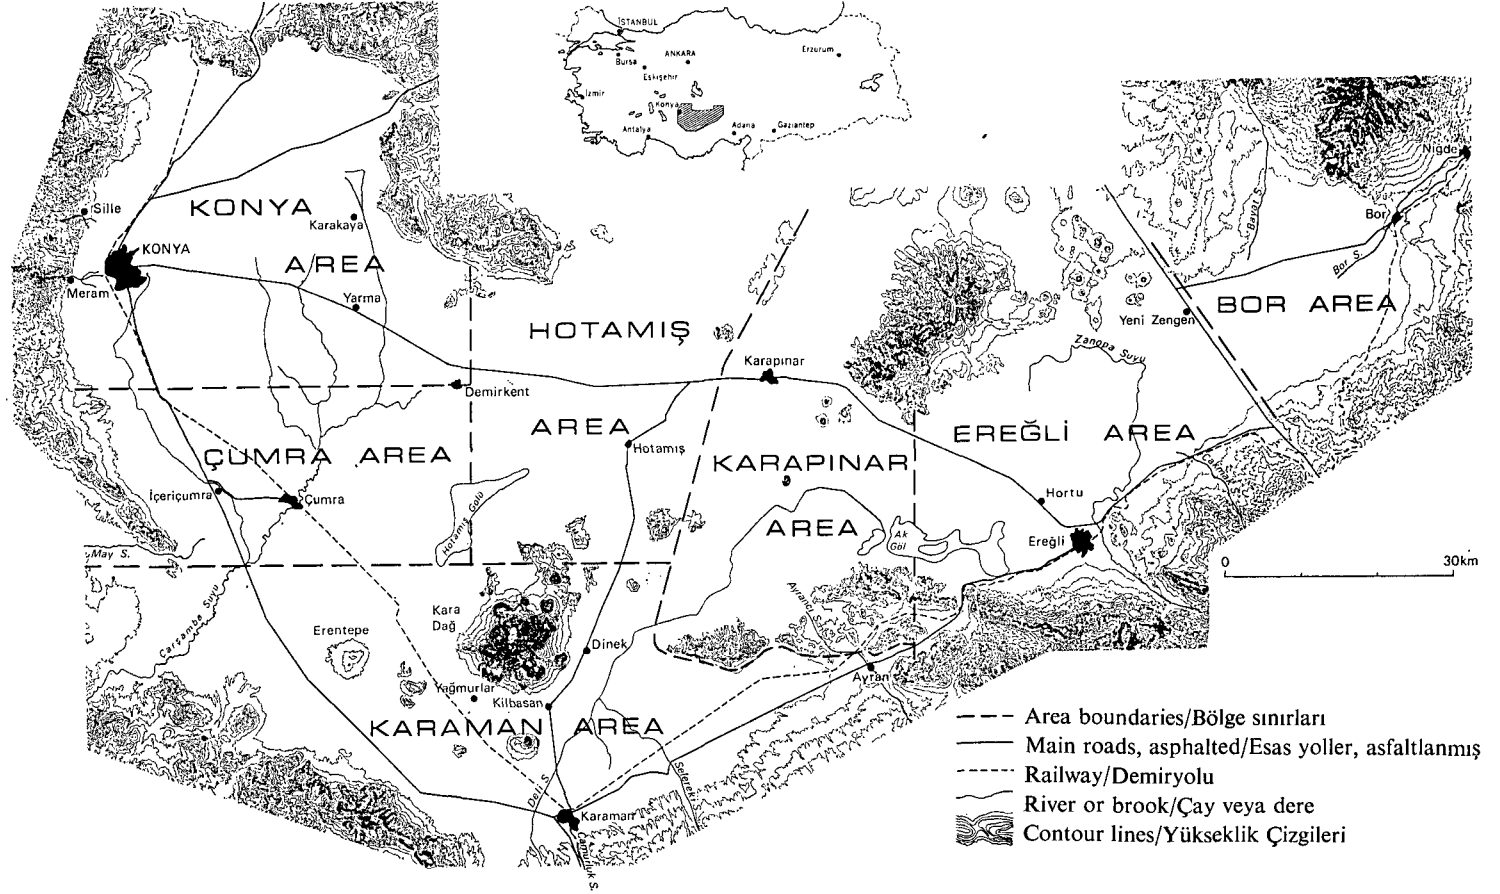 İSTANBUL
Bursa
ANKARA
Eskişehir
Erzurum
İzmir
Konya
Antalya
Adana
Gaziantep
Niğde
Bor
Bayat S.
Bor S.
Sille
KONYA
Karakaya
KONYA
AREA
Meram
Yarma
HOTAMIŞ
BOR AREA
Yeni Zengen
Zanopa Suyu
Karapınar
Demirkent
AREA
EREĞLİ AREA
ÇUMRA AREA
Hotamış
KARAPINAR
İçeriçumra
Çumra
Hotamış Gölü
Hortu
AREA
Ak
Göl
Ereğli
May S.
0 30km
Çarşamba Suyu
Kara
Dağ
Erentepe
Dinek
Ayran
Yağmurlar
Kilbasan
KARAMAN AREA
Deli S.
Selereki
Karaman
Area boundaries/Bölge sınırları
Main roads, asphalted/Esas yoller, asfaltlanmış
Railway/Demiryolu
River or brook/Çay veya dere
Contour lines/Yükseklik Çizgileri